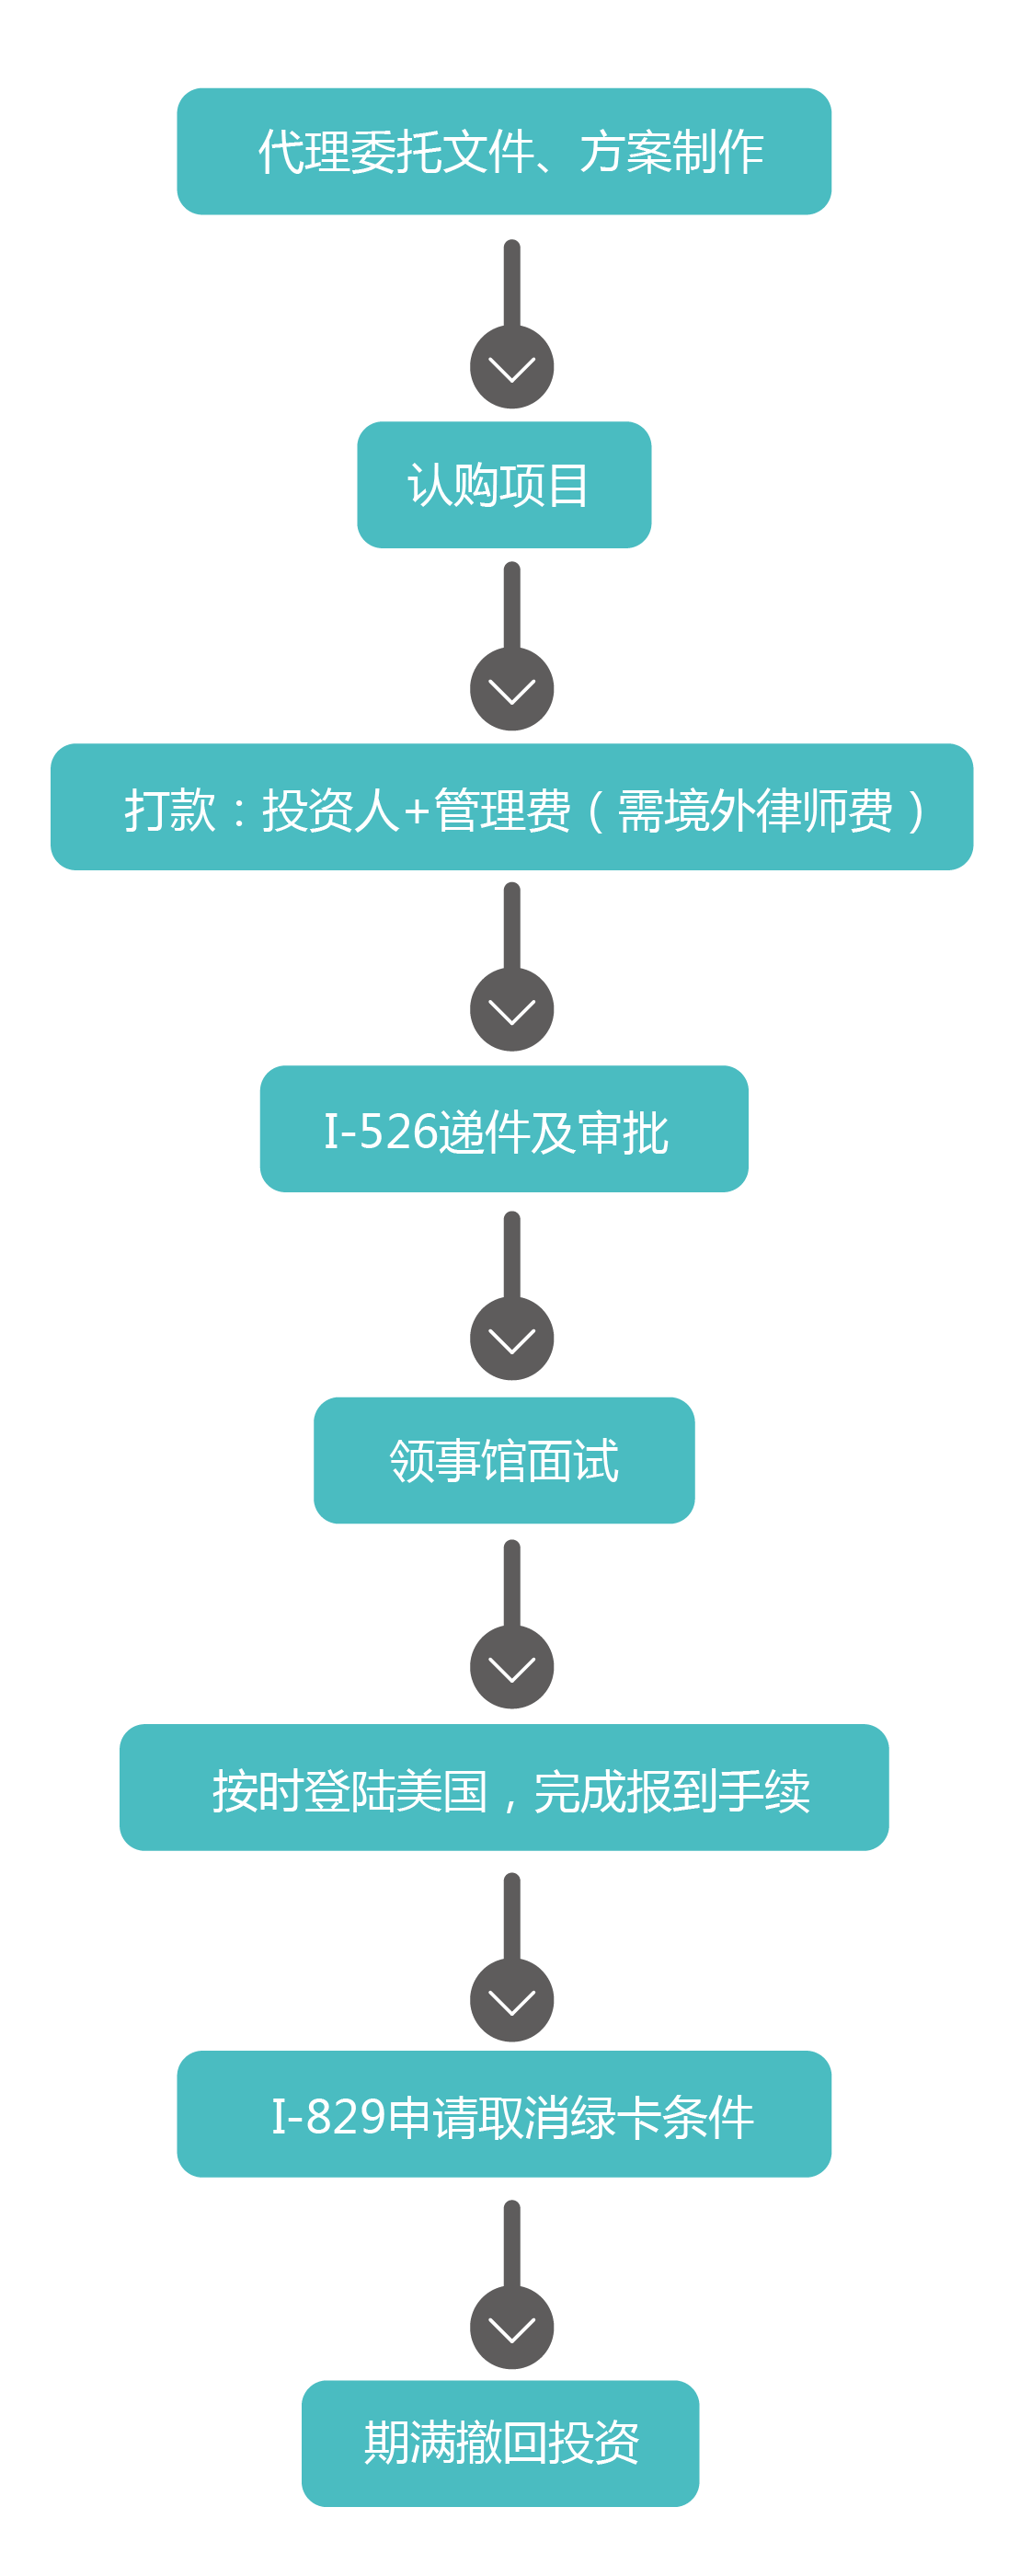 代理委托文件、方案制作
认购项目
打款：投资人+管理费（需境外律师费）
I-526递件及审批
领事馆面试
按时登陆美国，完成报到手续
I-829申请取消绿卡条件
期满撤回投资